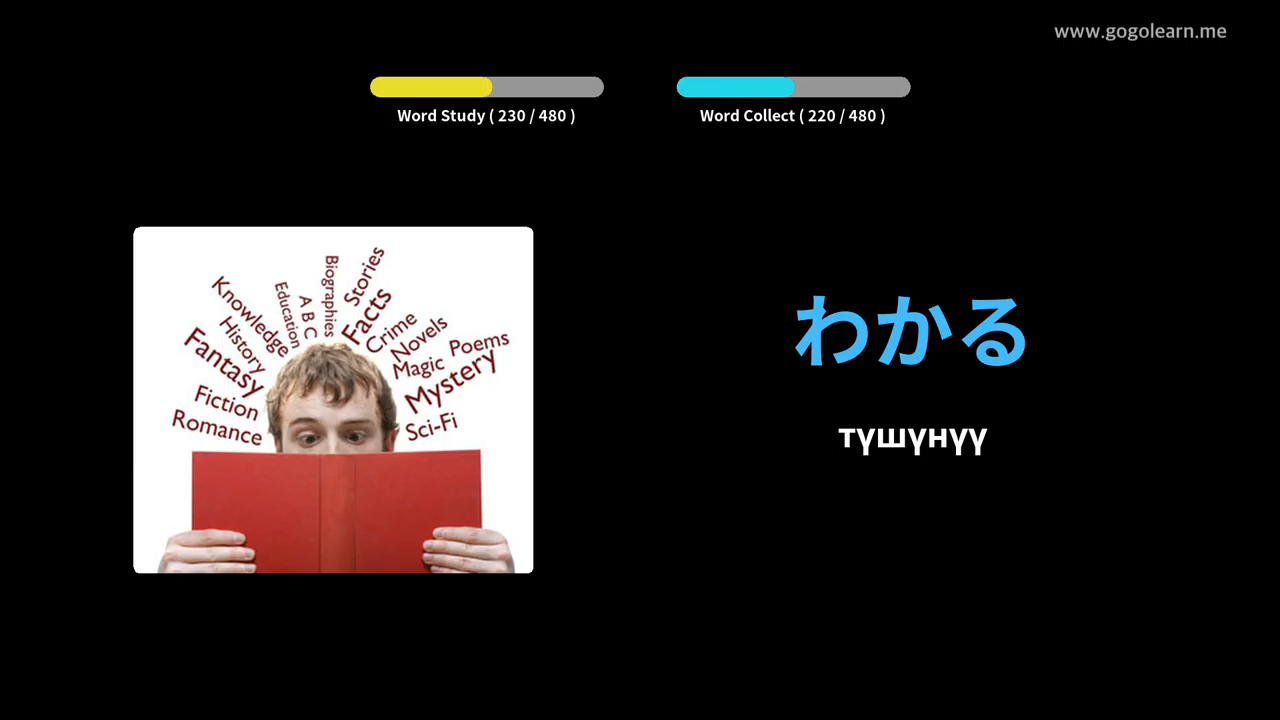 www.gogolearn.me
Word Study ( 230 / 480 )
Word Collect ( 220 / 480 )
Biographies
Stories
Education
A B C
Facts
Knowledge
Crime
History
Novels
Poems
Fantasy
Magic
Mystery
Fiction
Romance
Sci-Fi
わかる
түшүнүү